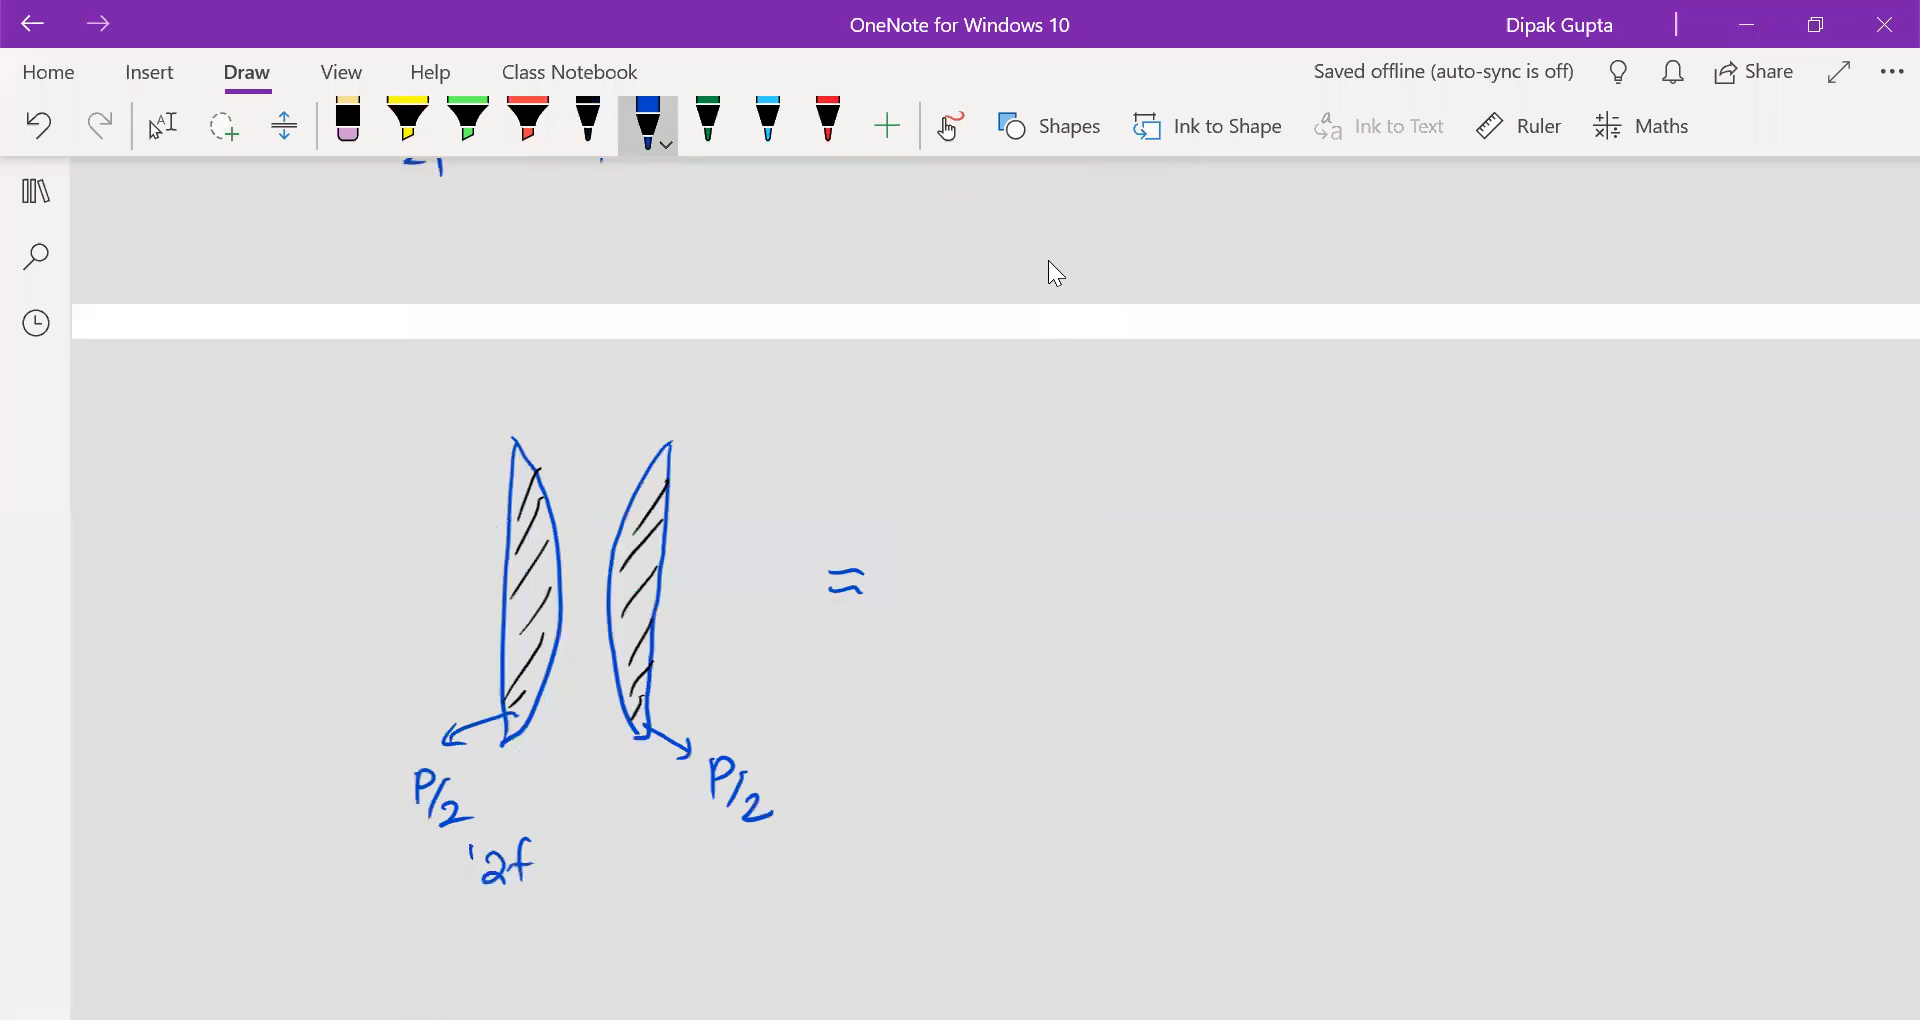 OneNote for Windows 10
Dipak Gupta
Home Insert Draw View Help Class Notebook
Saved offline (auto-sync is off) Share
Shapes Ink to Shape Ink to Text Ruler Maths
≈
P/2 P/2
2f